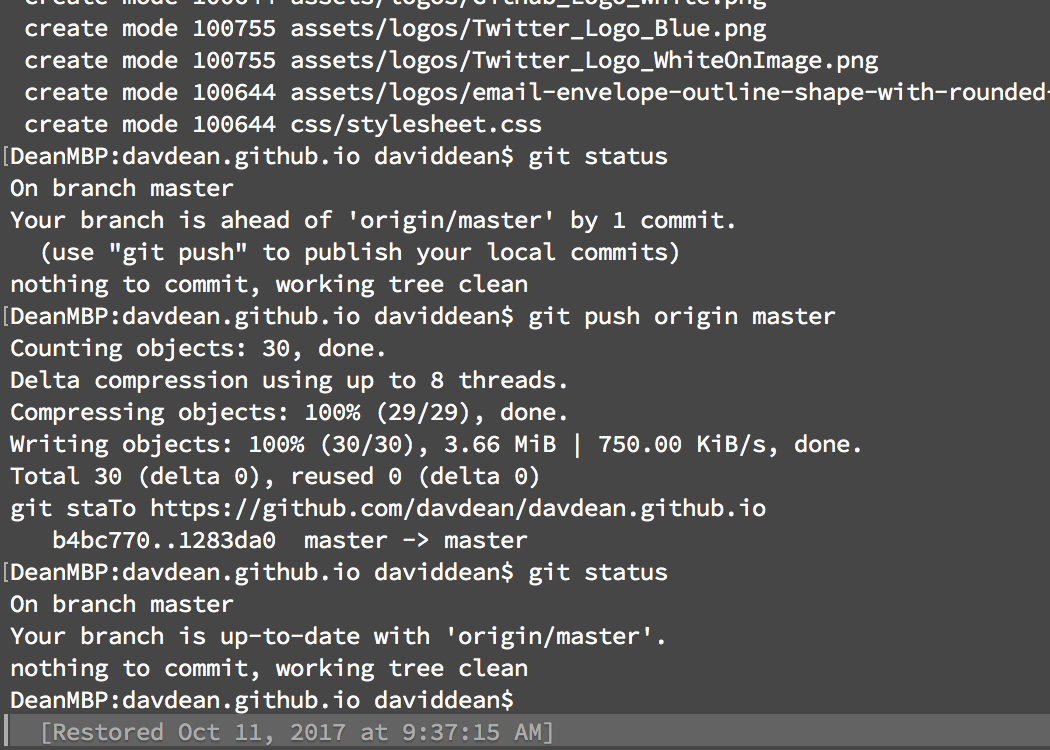 create mode 100644 assets/logos/GitHub_Logo_White.png
create mode 100755 assets/logos/Twitter_Logo_Blue.png
create mode 100755 assets/logos/Twitter_Logo_WhiteOnImage.png
create mode 100644 assets/logos/email-envelope-outline-shape-with-rounded-
create mode 100644 css/stylesheet.css
[DeanMBP:davdean.github.io daviddean$ git status
On branch master
Your branch is ahead of 'origin/master' by 1 commit.
(use "git push" to publish your local commits)
nothing to commit, working tree clean
[DeanMBP:davdean.github.io daviddean$ git push origin master
Counting objects: 30, done.
Delta compression using up to 8 threads.
Compressing objects: 100% (29/29), done.
Writing objects: 100% (30/30), 3.66 MiB | 750.00 KiB/s, done.
Total 30 (delta 0), reused 0 (delta 0)
git staTo https://github.com/davdean/davdean.github.io
b4bc770..1283da0  master -> master
[DeanMBP:davdean.github.io daviddean$ git status
On branch master
Your branch is up-to-date with 'origin/master'.
nothing to commit, working tree clean
DeanMBP:davdean.github.io daviddean$
[Restored Oct 11, 2017 at 9:37:15 AM]